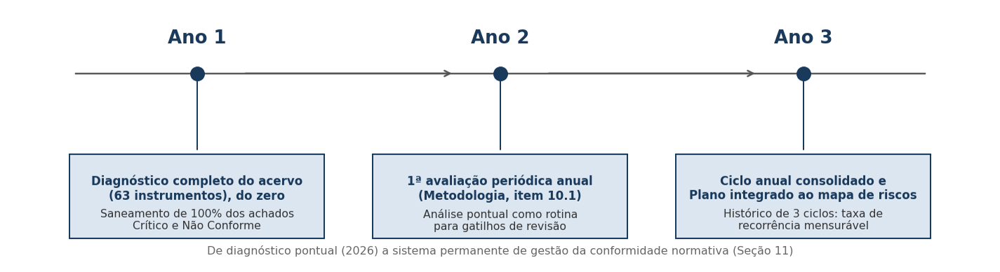 Ano 1
Ano 2
Ano 3
Diagnóstico completo do acervo
(63 instrumentos), do zero
Saneamento de 100% dos achados
Crítico e Não Conforme
1ª avaliação periódica anual
(Metodologia, item 10.1)
Análise pontual como rotina
para gatilhos de revisão
Ciclo anual consolidado e
Plano integrado ao mapa de riscos
Histórico de 3 ciclos: taxa de
recorrência mensurável
De diagnóstico pontual (2026) a sistema permanente de gestão da conformidade normativa (Seção 11)